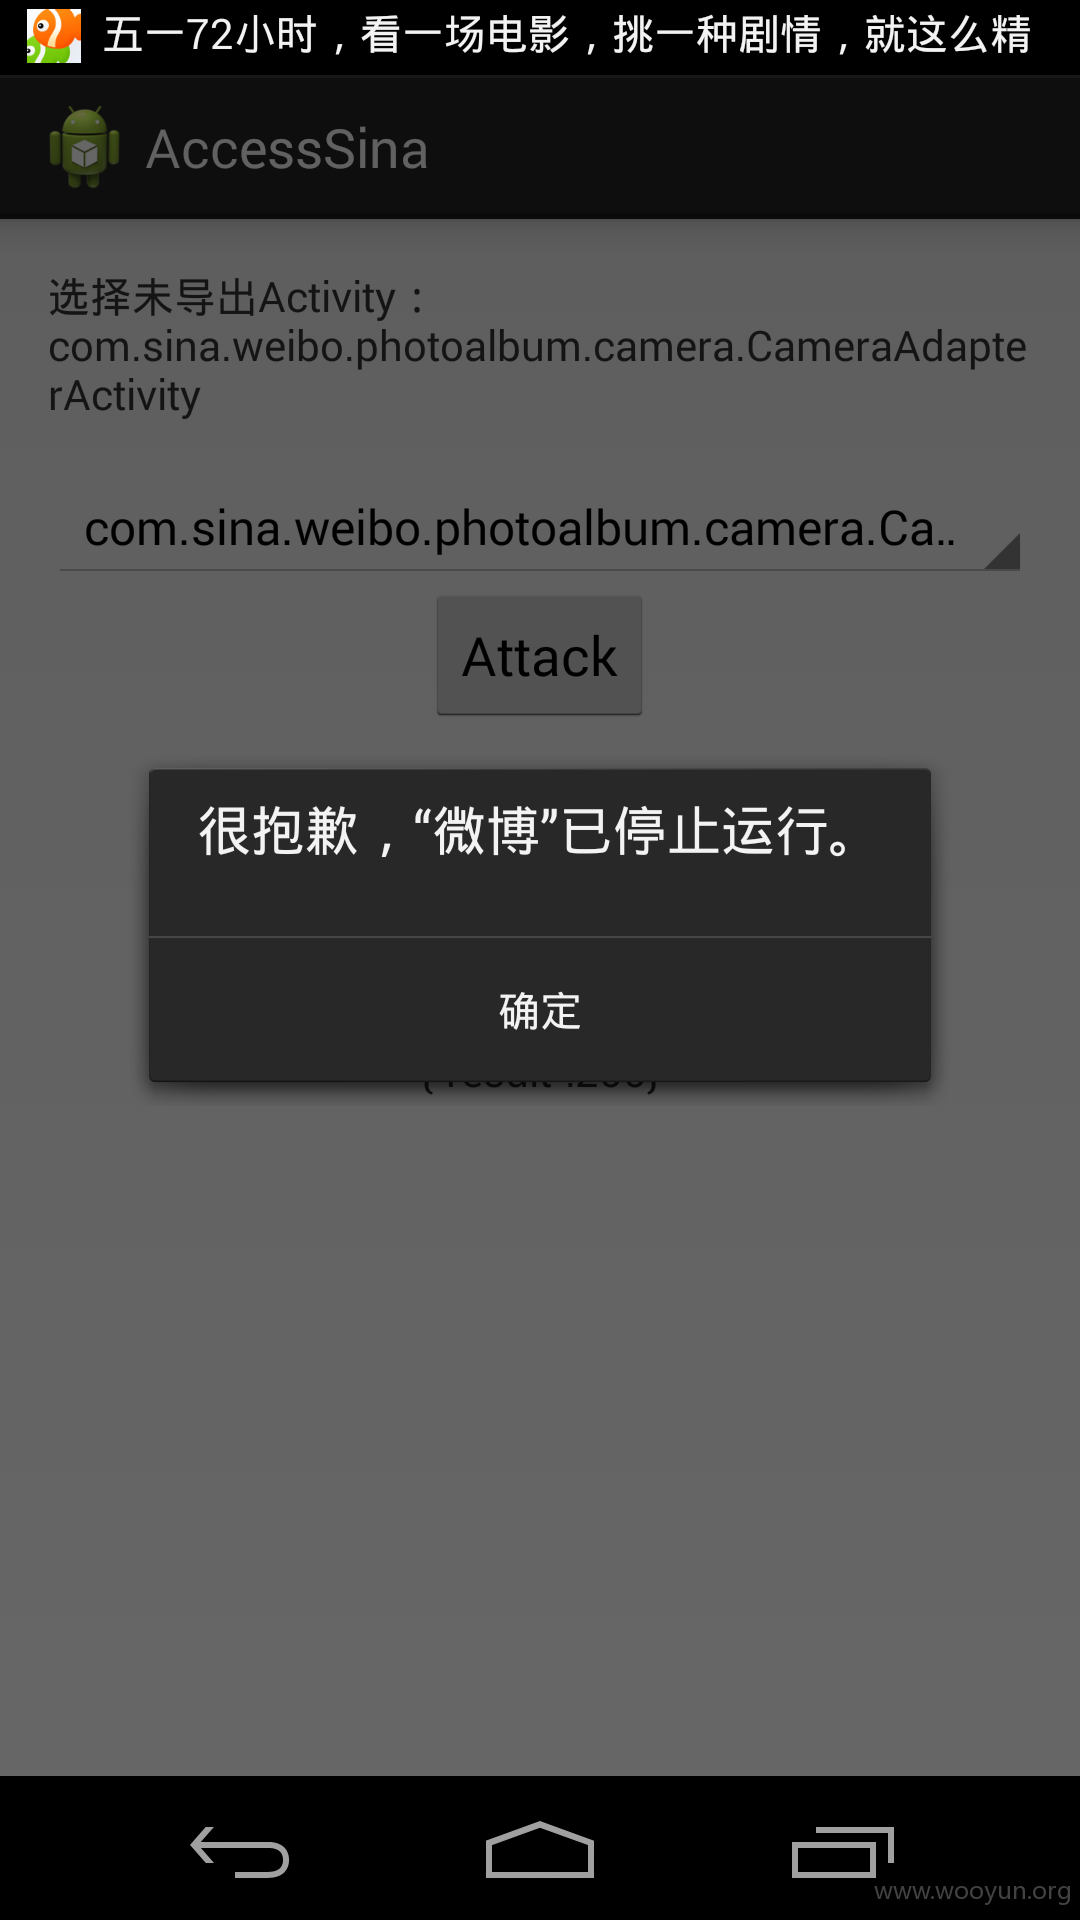 五一72小时，看一场电影，挑一种剧情，就这么精
AccessSina
选择未导出Activity：
com.sina.weibo.photoalbum.camera.CameraAdapte
rActivity
com.sina.weibo.photoalbum.camera.Ca...
Attack
很抱歉，“微博”已停止运行。
确定
www.wooyun.org